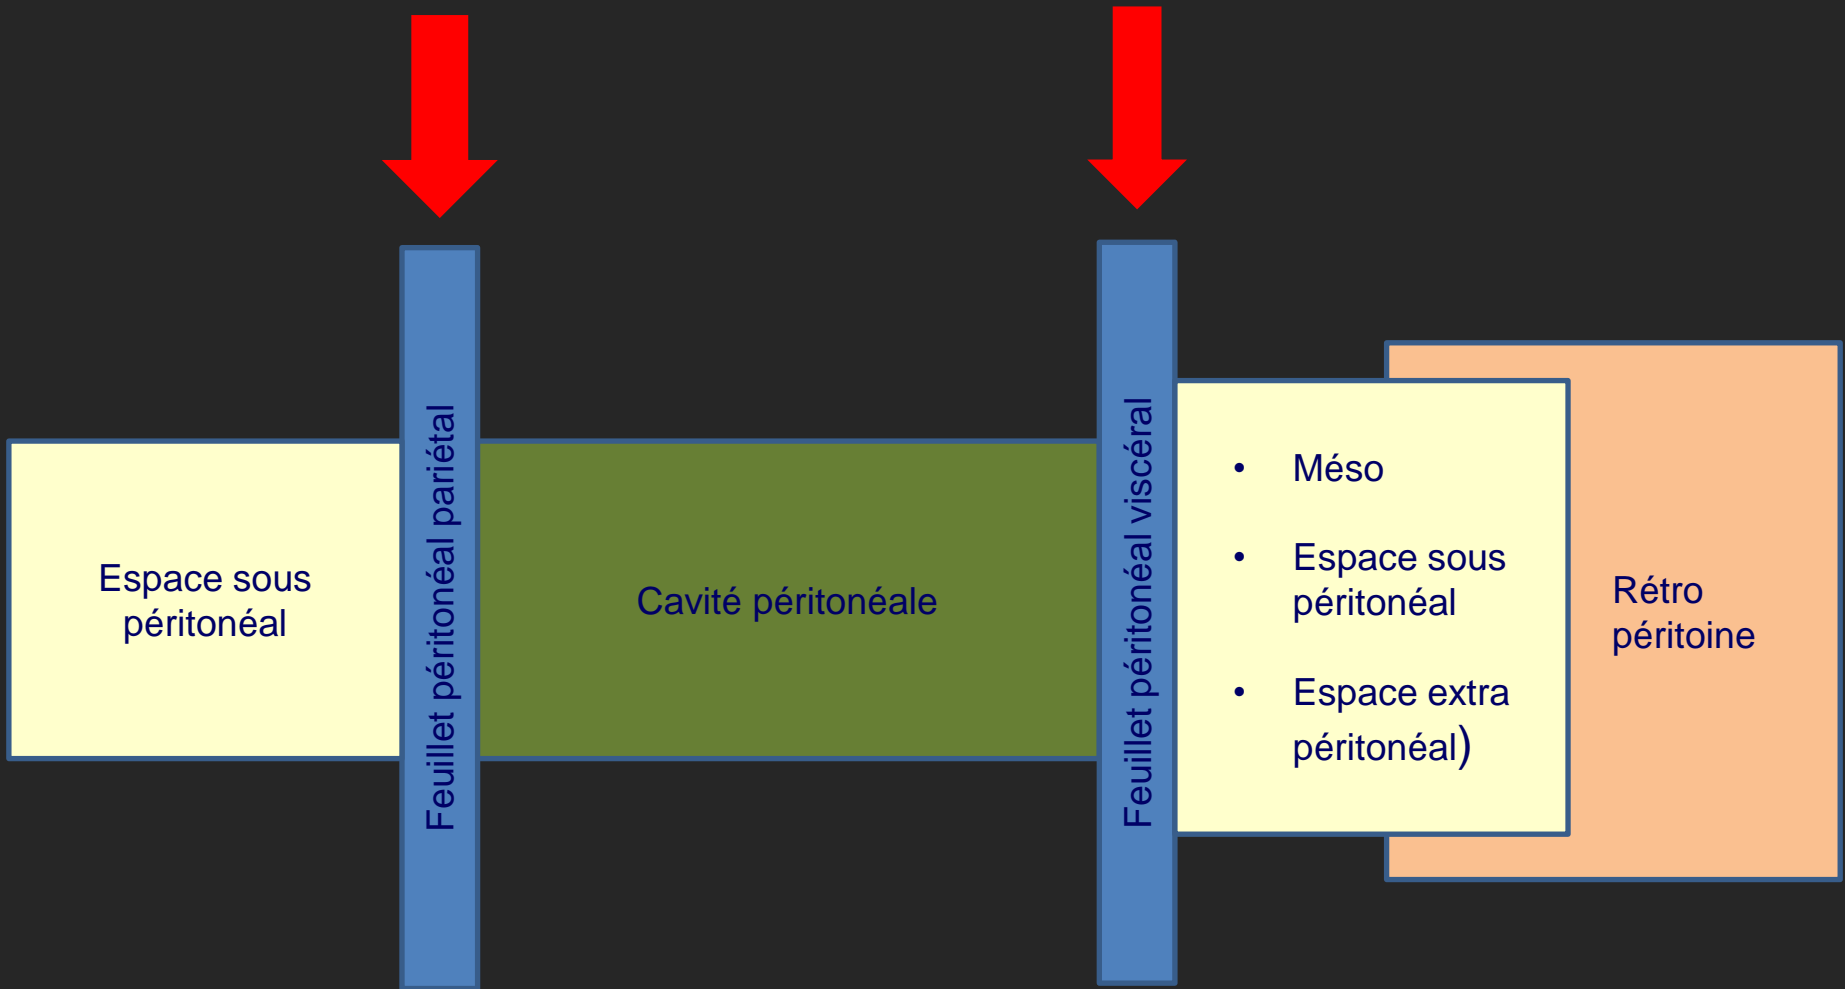 Espace sous
péritonéal
Feuillet péritonéal pariétal
Cavité péritonéale
Feuillet péritonéal viscéral
• Méso
• Espace sous
péritonéal
• Espace extra
péritonéal)
Rétro
péritoine